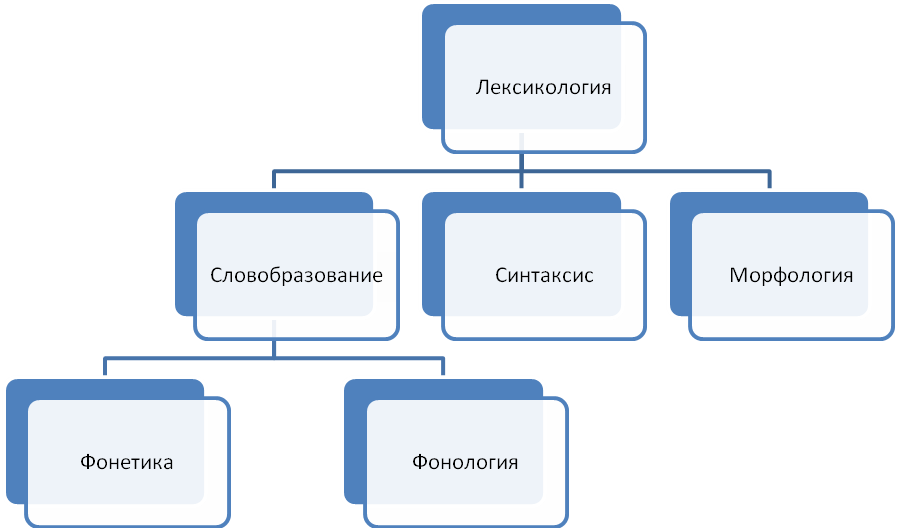 Лексикология
Словобразование
Синтаксис
Морфология
Фонетика
Фонология